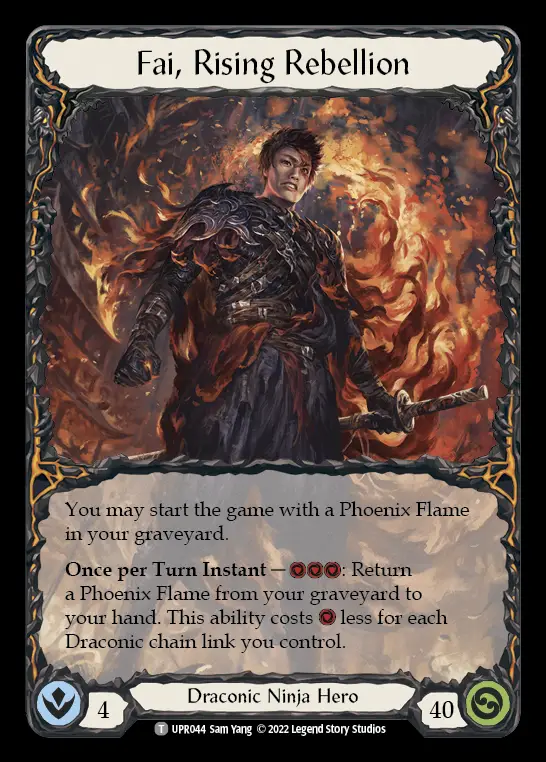 Fai, Rising Rebellion
You may start the game with a Phoenix Flame
in your graveyard.
Once per Turn Instant — : Return
a Phoenix Flame from your graveyard to
your hand. This ability costs less for each
Draconic chain link you control.
4
Draconic Ninja Hero
40
T UPR044 Sam Yang © 2022 Legend Story Studios